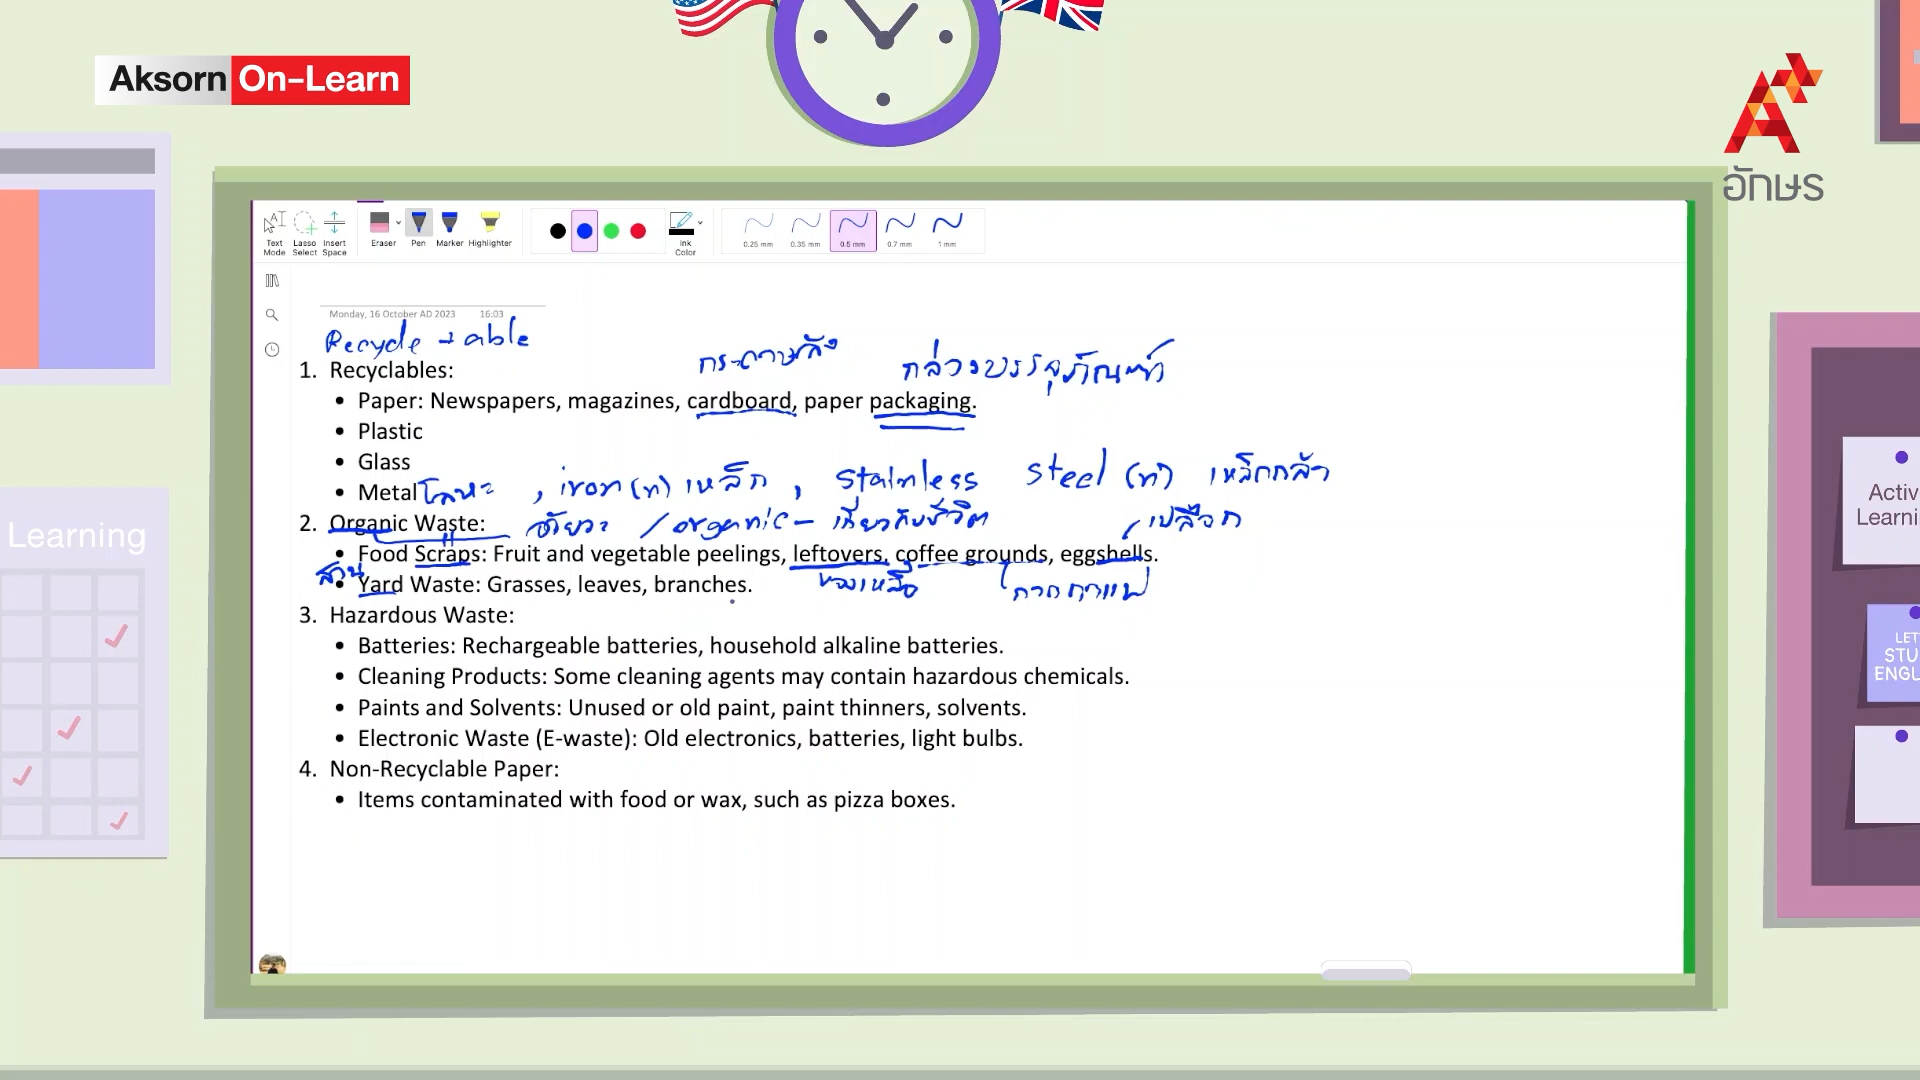 Aksorn On-Learn
อักษร
Text Mode
Lasso Select
Insert Space
Eraser
Pen
Marker
Highlighter
Ink Color
0.25 mm
0.35 mm
0.5 mm
0.7 mm
1 mm
Monday, 16 October AD 2023 16:03
Recycle + able
กระดาษลัง กล่องบรรจุภัณฑ์
1. Recyclables:
• Paper: Newspapers, magazines, cardboard, paper packaging.
• Plastic
• Glass
• Metal โลหะ , iron (n) เหล็ก , stainless steel (n) เหล็กกล้า
2. Organic Waste: อวัยวะ / organic - เกี่ยวกับชีวิต เปลือก
• Food Scraps: Fruit and vegetable peelings, leftovers, coffee grounds, eggshells.
สวน ของเหลือ กากกาแฟ
• Yard Waste: Grasses, leaves, branches.
3. Hazardous Waste:
• Batteries: Rechargeable batteries, household alkaline batteries.
• Cleaning Products: Some cleaning agents may contain hazardous chemicals.
• Paints and Solvents: Unused or old paint, paint thinners, solvents.
• Electronic Waste (E-waste): Old electronics, batteries, light bulbs.
4. Non-Recyclable Paper:
• Items contaminated with food or wax, such as pizza boxes.
Learning
Activ
Learni
LET
STU
ENGL